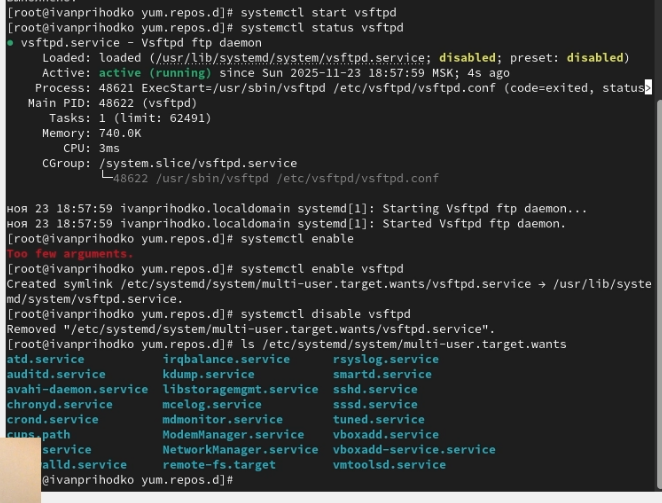 [root@ivanprihodko yum.repos.d]# systemctl start vsftpd
[root@ivanprihodko yum.repos.d]# systemctl status vsftpd
● vsftpd.service - Vsftpd ftp daemon
Loaded: loaded (/usr/lib/systemd/system/vsftpd.service; disabled; preset: disabled)
Active: active (running) since Sun 2025-11-23 18:57:59 MSK; 4s ago
Process: 48621 ExecStart=/usr/sbin/vsftpd /etc/vsftpd/vsftpd.conf (code=exited, status>
Main PID: 48622 (vsftpd)
Tasks: 1 (limit: 62491)
Memory: 740.0K
CPU: 3ms
CGroup: /system.slice/vsftpd.service
└─48622 /usr/sbin/vsftpd /etc/vsftpd/vsftpd.conf
ноя 23 18:57:59 ivanprihodko.localdomain systemd[1]: Starting Vsftpd ftp daemon...
ноя 23 18:57:59 ivanprihodko.localdomain systemd[1]: Started Vsftpd ftp daemon.
[root@ivanprihodko yum.repos.d]# systemctl enable
Too few arguments.
[root@ivanprihodko yum.repos.d]# systemctl enable vsftpd
Created symlink /etc/systemd/system/multi-user.target.wants/vsftpd.service → /usr/lib/syste
md/system/vsftpd.service.
[root@ivanprihodko yum.repos.d]# systemctl disable vsftpd
Removed "/etc/systemd/system/multi-user.target.wants/vsftpd.service".
[root@ivanprihodko yum.repos.d]# ls /etc/systemd/system/multi-user.target.wants
atd.service irqbalance.service rsyslog.service
auditd.service kdump.service smartd.service
avahi-daemon.service libstoragemgmt.service sshd.service
chronyd.service mcelog.service sssd.service
crond.service mdmonitor.service tuned.service
cups.path ModemManager.service vboxadd.service
.service NetworkManager.service vboxadd-service.service
alld.service remote-fs.target vmtoolsd.service
@ivanprihodko yum.repos.d]#